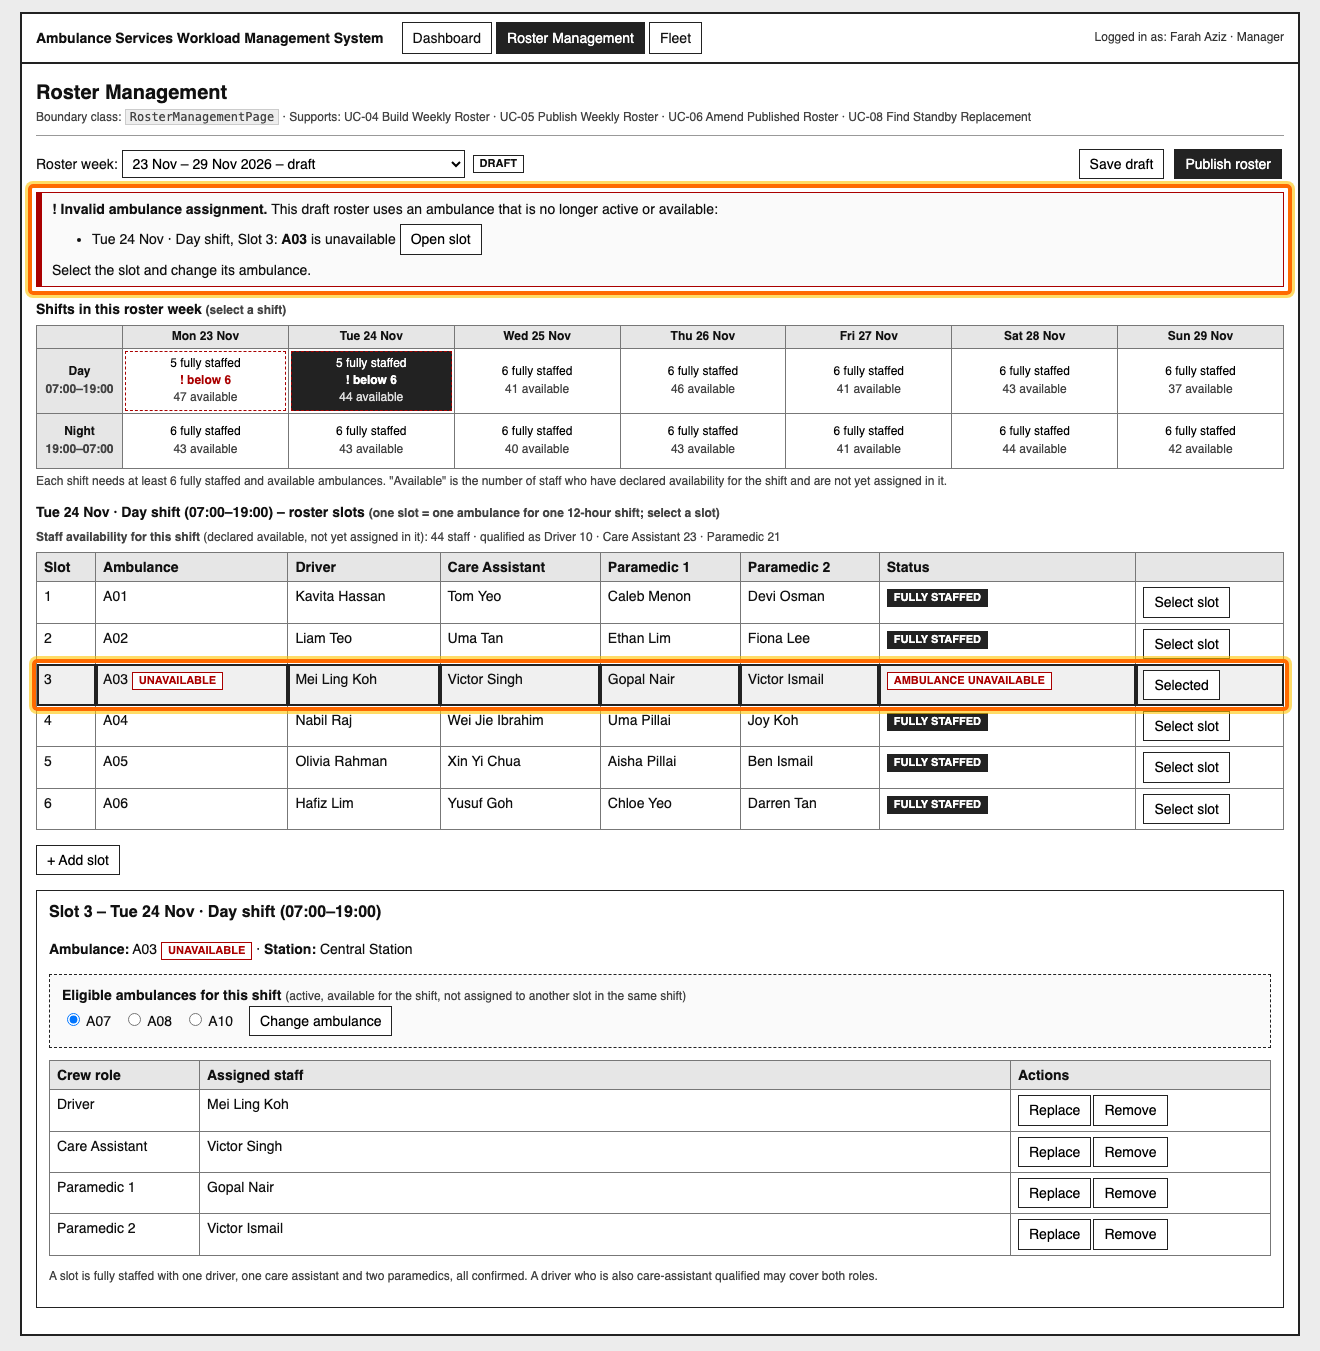 Ambulance Services Workload Management System Dashboard Roster Management Fleet Logged in as: Farah Aziz · Manager
Roster Management
Boundary class: RosterManagementPage · Supports: UC-04 Build Weekly Roster · UC-05 Publish Weekly Roster · UC-06 Amend Published Roster · UC-08 Find Standby Replacement
Roster week: 23 Nov – 29 Nov 2026 – draft DRAFT Save draft Publish roster
! Invalid ambulance assignment. This draft roster uses an ambulance that is no longer active or available:
• Tue 24 Nov · Day shift, Slot 3: A03 is unavailable Open slot
Select the slot and change its ambulance.
Shifts in this roster week (select a shift)
Mon 23 Nov Tue 24 Nov Wed 25 Nov Thu 26 Nov Fri 27 Nov Sat 28 Nov Sun 29 Nov
Day
07:00–19:00
5 fully staffed
! below 6
47 available
5 fully staffed
! below 6
44 available
6 fully staffed
41 available
6 fully staffed
46 available
6 fully staffed
41 available
6 fully staffed
43 available
6 fully staffed
37 available
Night
19:00–07:00
6 fully staffed
43 available
6 fully staffed
43 available
6 fully staffed
40 available
6 fully staffed
43 available
6 fully staffed
41 available
6 fully staffed
44 available
6 fully staffed
42 available
Each shift needs at least 6 fully staffed and available ambulances. "Available" is the number of staff who have declared availability for the shift and are not yet assigned in it.
Tue 24 Nov · Day shift (07:00–19:00) – roster slots (one slot = one ambulance for one 12-hour shift; select a slot)
Staff availability for this shift (declared available, not yet assigned in it): 44 staff · qualified as Driver 10 · Care Assistant 23 · Paramedic 21
Slot Ambulance Driver Care Assistant Paramedic 1 Paramedic 2 Status
1 A01 Kavita Hassan Tom Yeo Caleb Menon Devi Osman FULLY STAFFED Select slot
2 A02 Liam Teo Uma Tan Ethan Lim Fiona Lee FULLY STAFFED Select slot
3 A03 UNAVAILABLE Mei Ling Koh Victor Singh Gopal Nair Victor Ismail AMBULANCE UNAVAILABLE Selected
4 A04 Nabil Raj Wei Jie Ibrahim Uma Pillai Joy Koh FULLY STAFFED Select slot
5 A05 Olivia Rahman Xin Yi Chua Aisha Pillai Ben Ismail FULLY STAFFED Select slot
6 A06 Hafiz Lim Yusuf Goh Chloe Yeo Darren Tan FULLY STAFFED Select slot
+ Add slot
Slot 3 – Tue 24 Nov · Day shift (07:00–19:00)
Ambulance: A03 UNAVAILABLE · Station: Central Station
Eligible ambulances for this shift (active, available for the shift, not assigned to another slot in the same shift)
A07 A08 A10 Change ambulance
Crew role Assigned staff Actions
Driver Mei Ling Koh Replace Remove
Care Assistant Victor Singh Replace Remove
Paramedic 1 Gopal Nair Replace Remove
Paramedic 2 Victor Ismail Replace Remove
A slot is fully staffed with one driver, one care assistant and two paramedics, all confirmed. A driver who is also care-assistant qualified may cover both roles.